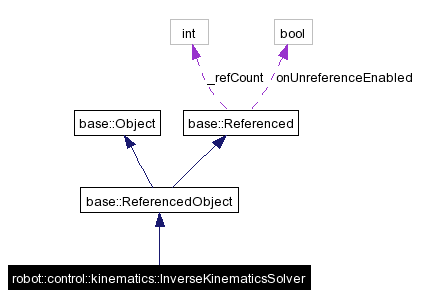 int
bool
_refCount
onUnreferenceEnabled
base::Object
base::Referenced
base::ReferencedObject
robot::control::kinematics::InverseKinematicsSolver